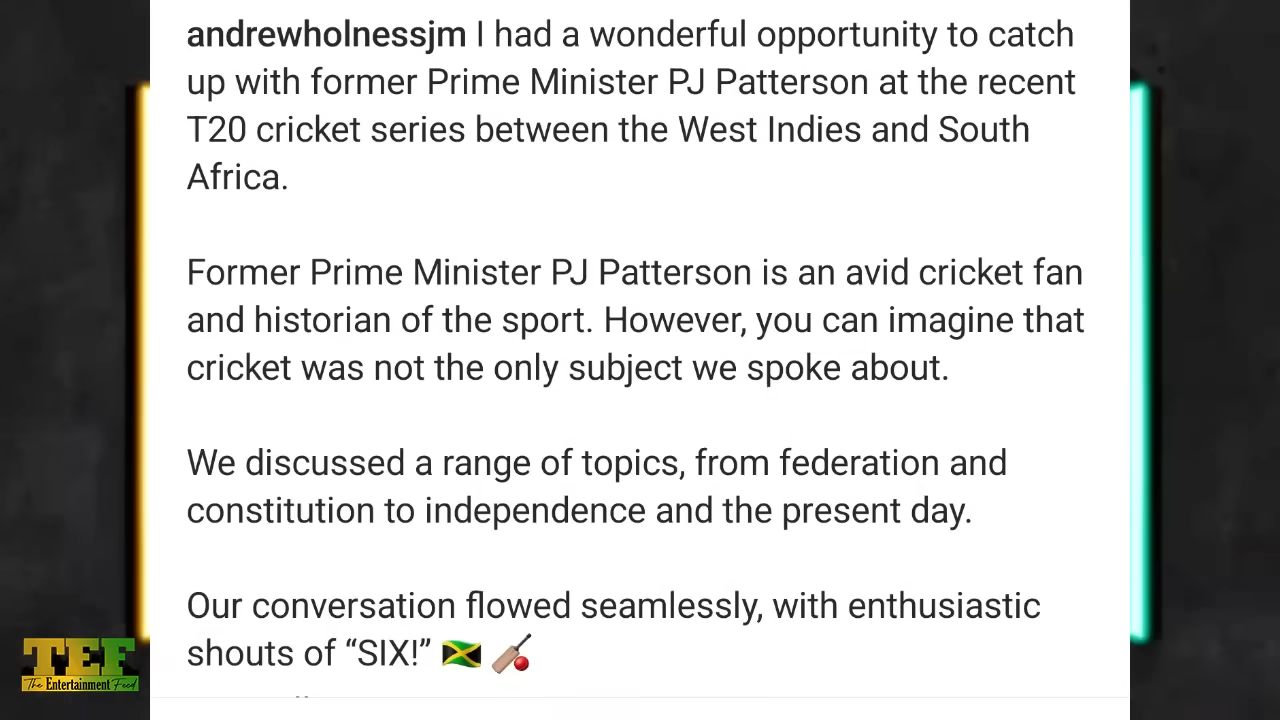 andrewholnessjm I had a wonderful opportunity to catch
up with former Prime Minister PJ Patterson at the recent
T20 cricket series between the West Indies and South
Africa.
Former Prime Minister PJ Patterson is an avid cricket fan
and historian of the sport. However, you can imagine that
cricket was not the only subject we spoke about.
We discussed a range of topics, from federation and
constitution to independence and the present day.
Our conversation flowed seamlessly, with enthusiastic
shouts of “SIX!” 🇯🇲 🏏
TEF
The Entertainment Feed